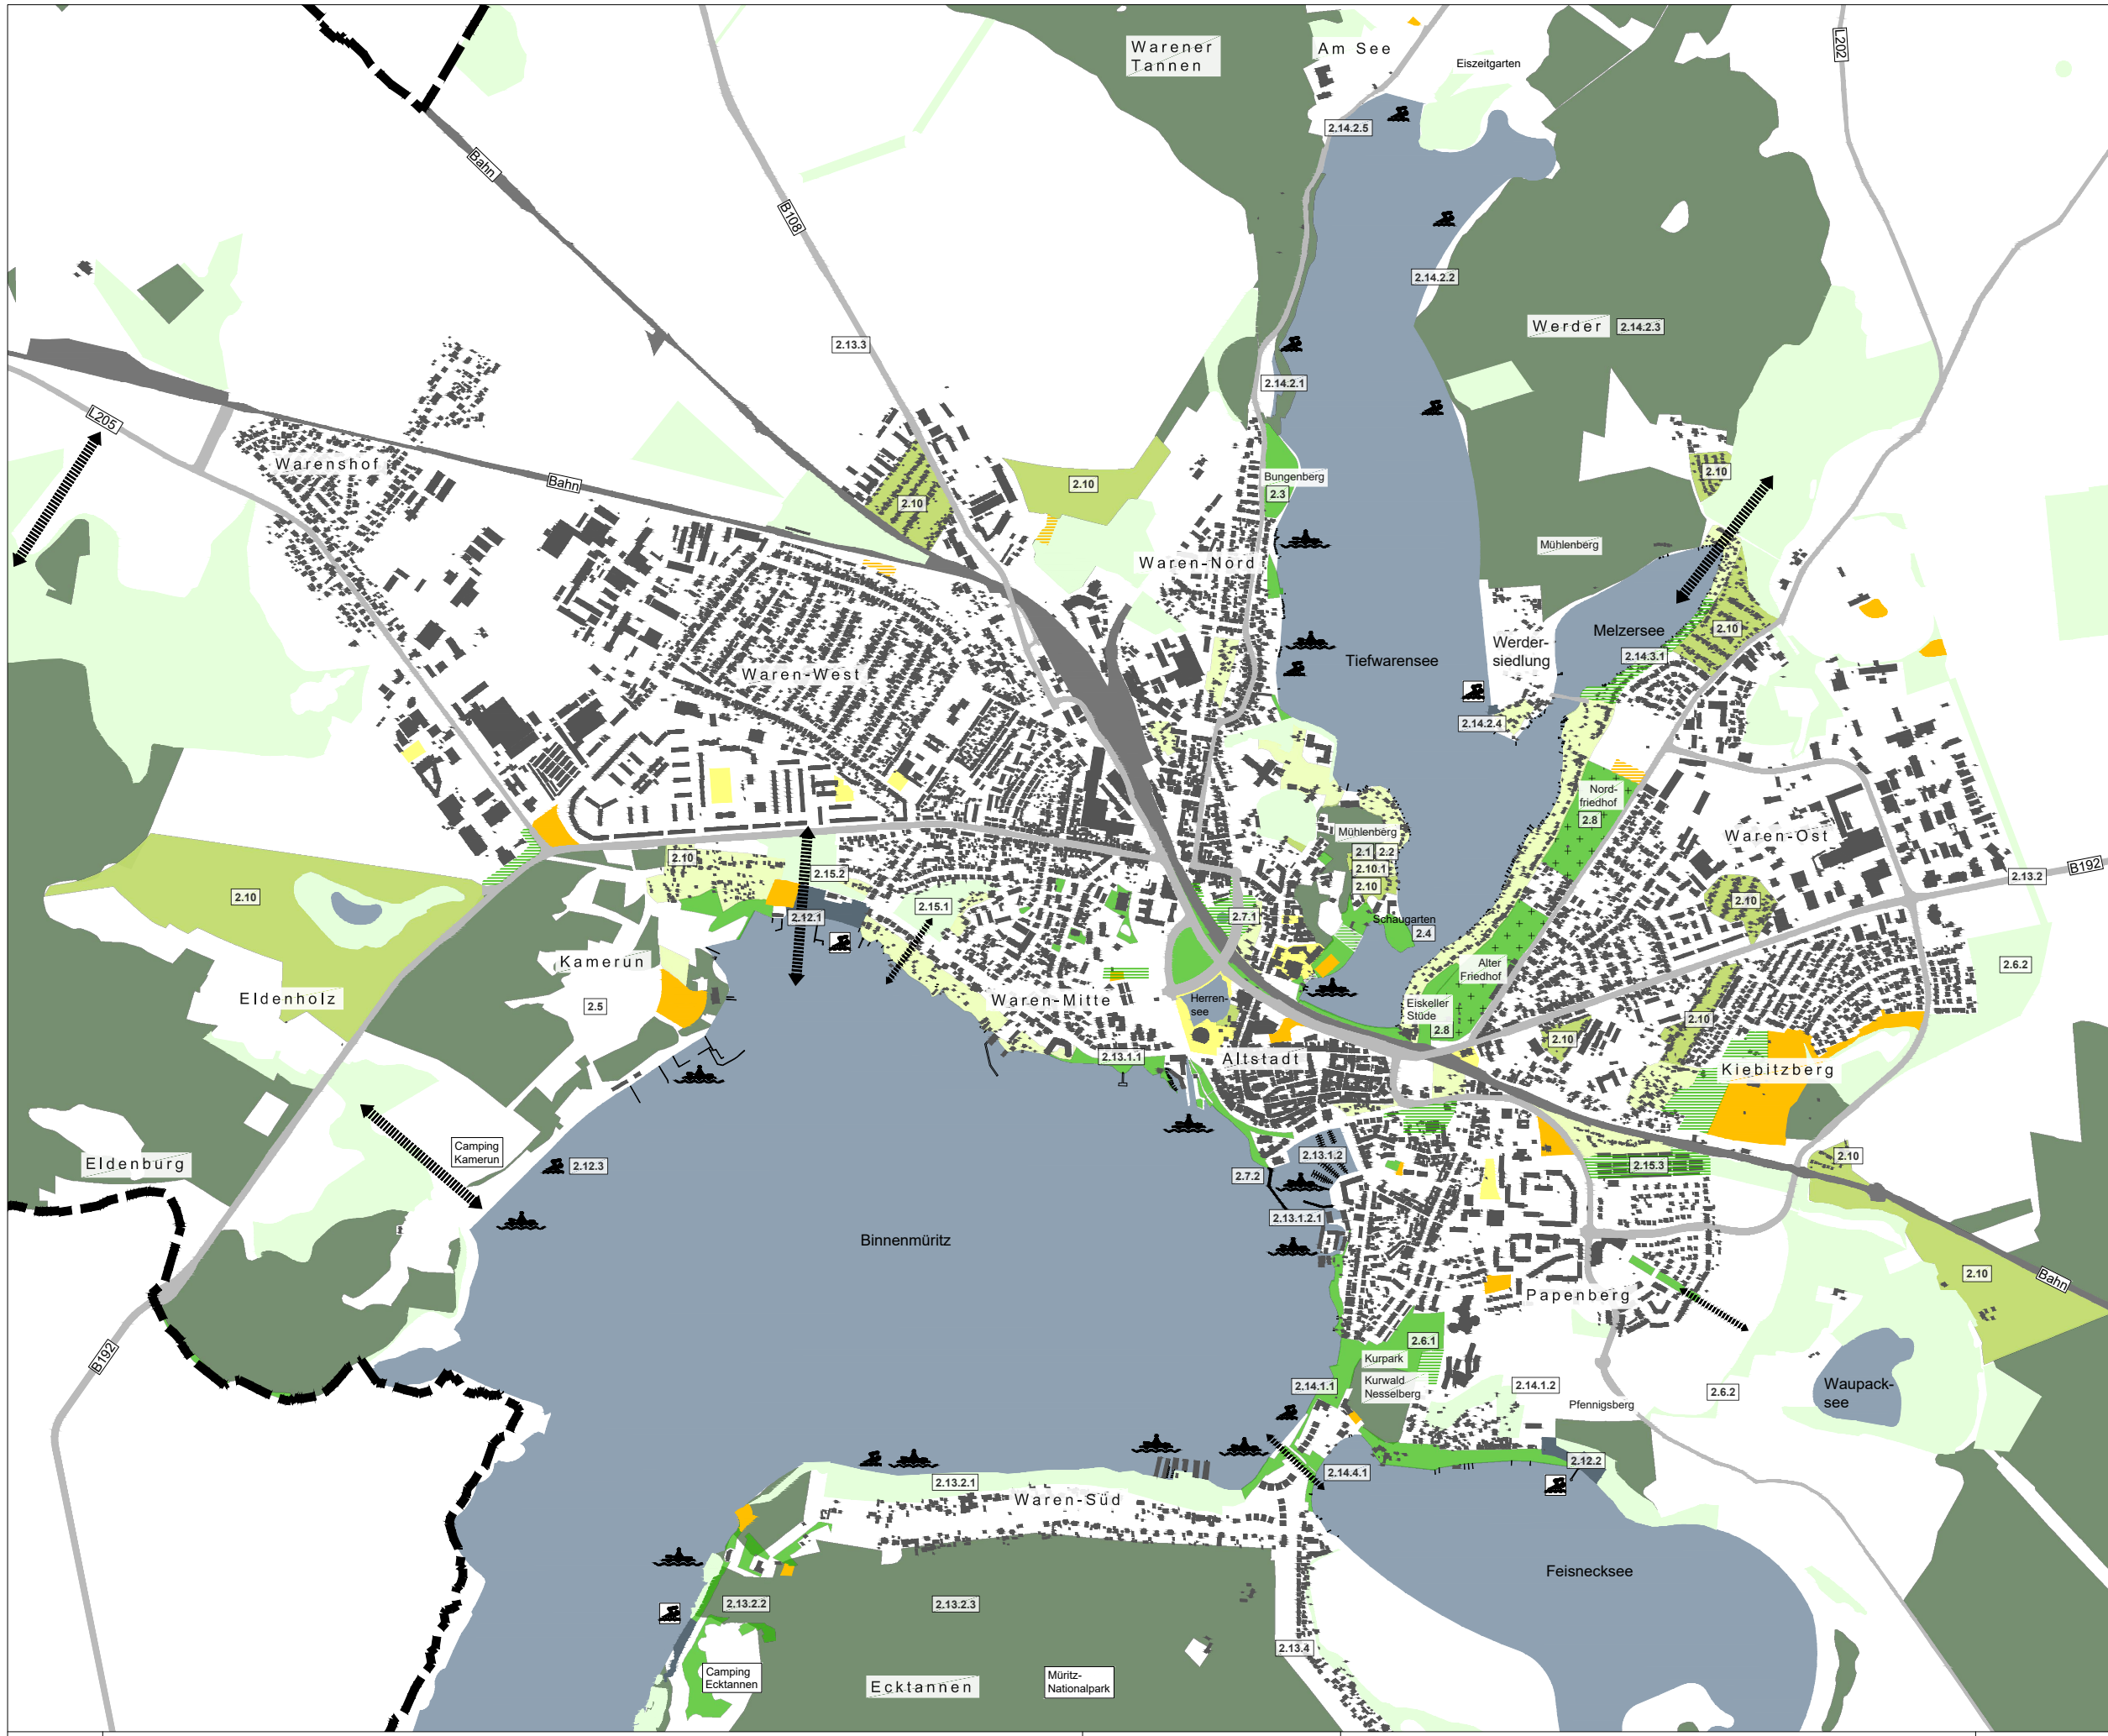 Warener
Tannen
Am See
Eiszeitgarten
L202
2.14.2.5
Bahn
B108
2.14.2.2
Werder
2.14.2.3
2.13.3
2.14.2.1
L205
Warenshof
Bahn
2.10
2.10
Bungenberg
2.3
2.10
Mühlenberg
Waren-Nord
Melzersee
2.10
Werder-
siedlung
2.14.3.1
Tiefwarensee
Waren-West
2.14.2.4
Nord-
friedhof
2.8
Mühlenberg
2.1
2.2
2.10.1
2.10
Waren-Ost
B192
2.13.2
2.10
2.15.2
2.10
2.10
2.15.1
2.12.1
2.7.1
Schaugarten
2.4
Kamerun
Alter
Friedhof
2.6.2
Eldenholz
2.5
Waren-Mitte
Herren-
see
Eiskeller
Stüde
2.8
2.10
2.10
2.13.1.1
Altstadt
Kiebitzberg
Camping
Kamerun
Eldenburg
2.12.3
2.13.1.2
2.7.2
2.15.3
2.10
2.13.1.2.1
Binnenmüritz
2.10
Bahn
Papenberg
2.6.1
Kurpark
Kurwald
Nesselberg
B192
2.14.1.1
2.14.1.2
2.6.2
Pfennigsberg
Waupack-
see
2.12.2
2.14.4.1
2.13.2.1
Waren-Süd
Feisnecksee
2.13.2.2
2.13.2.3
2.13.4
Camping
Ecktannen
Ecktannen
Müritz-
Nationalpark